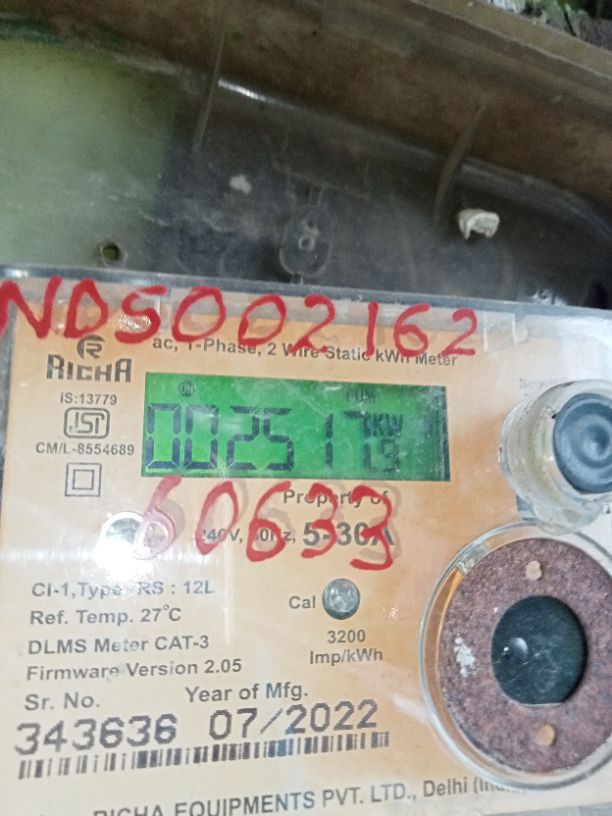 NDS002162
ac, 1-Phase, 2 Wire Static kWh Meter
R
RICHA
IS:13779
ISI
CM/L-8554689
ON
CUM
002517 KW
Property of
60633
240V, 50Hz, 5-30A
Cl-1, Type RS : 12L
Ref. Temp. 27°C
DLMS Meter CAT-3
Firmware Version 2.05
Cal
3200
Imp/kWh
Sr. No.
Year of Mfg.
343636 07/2022
RICHA EQUIPMENTS PVT. LTD., Delhi